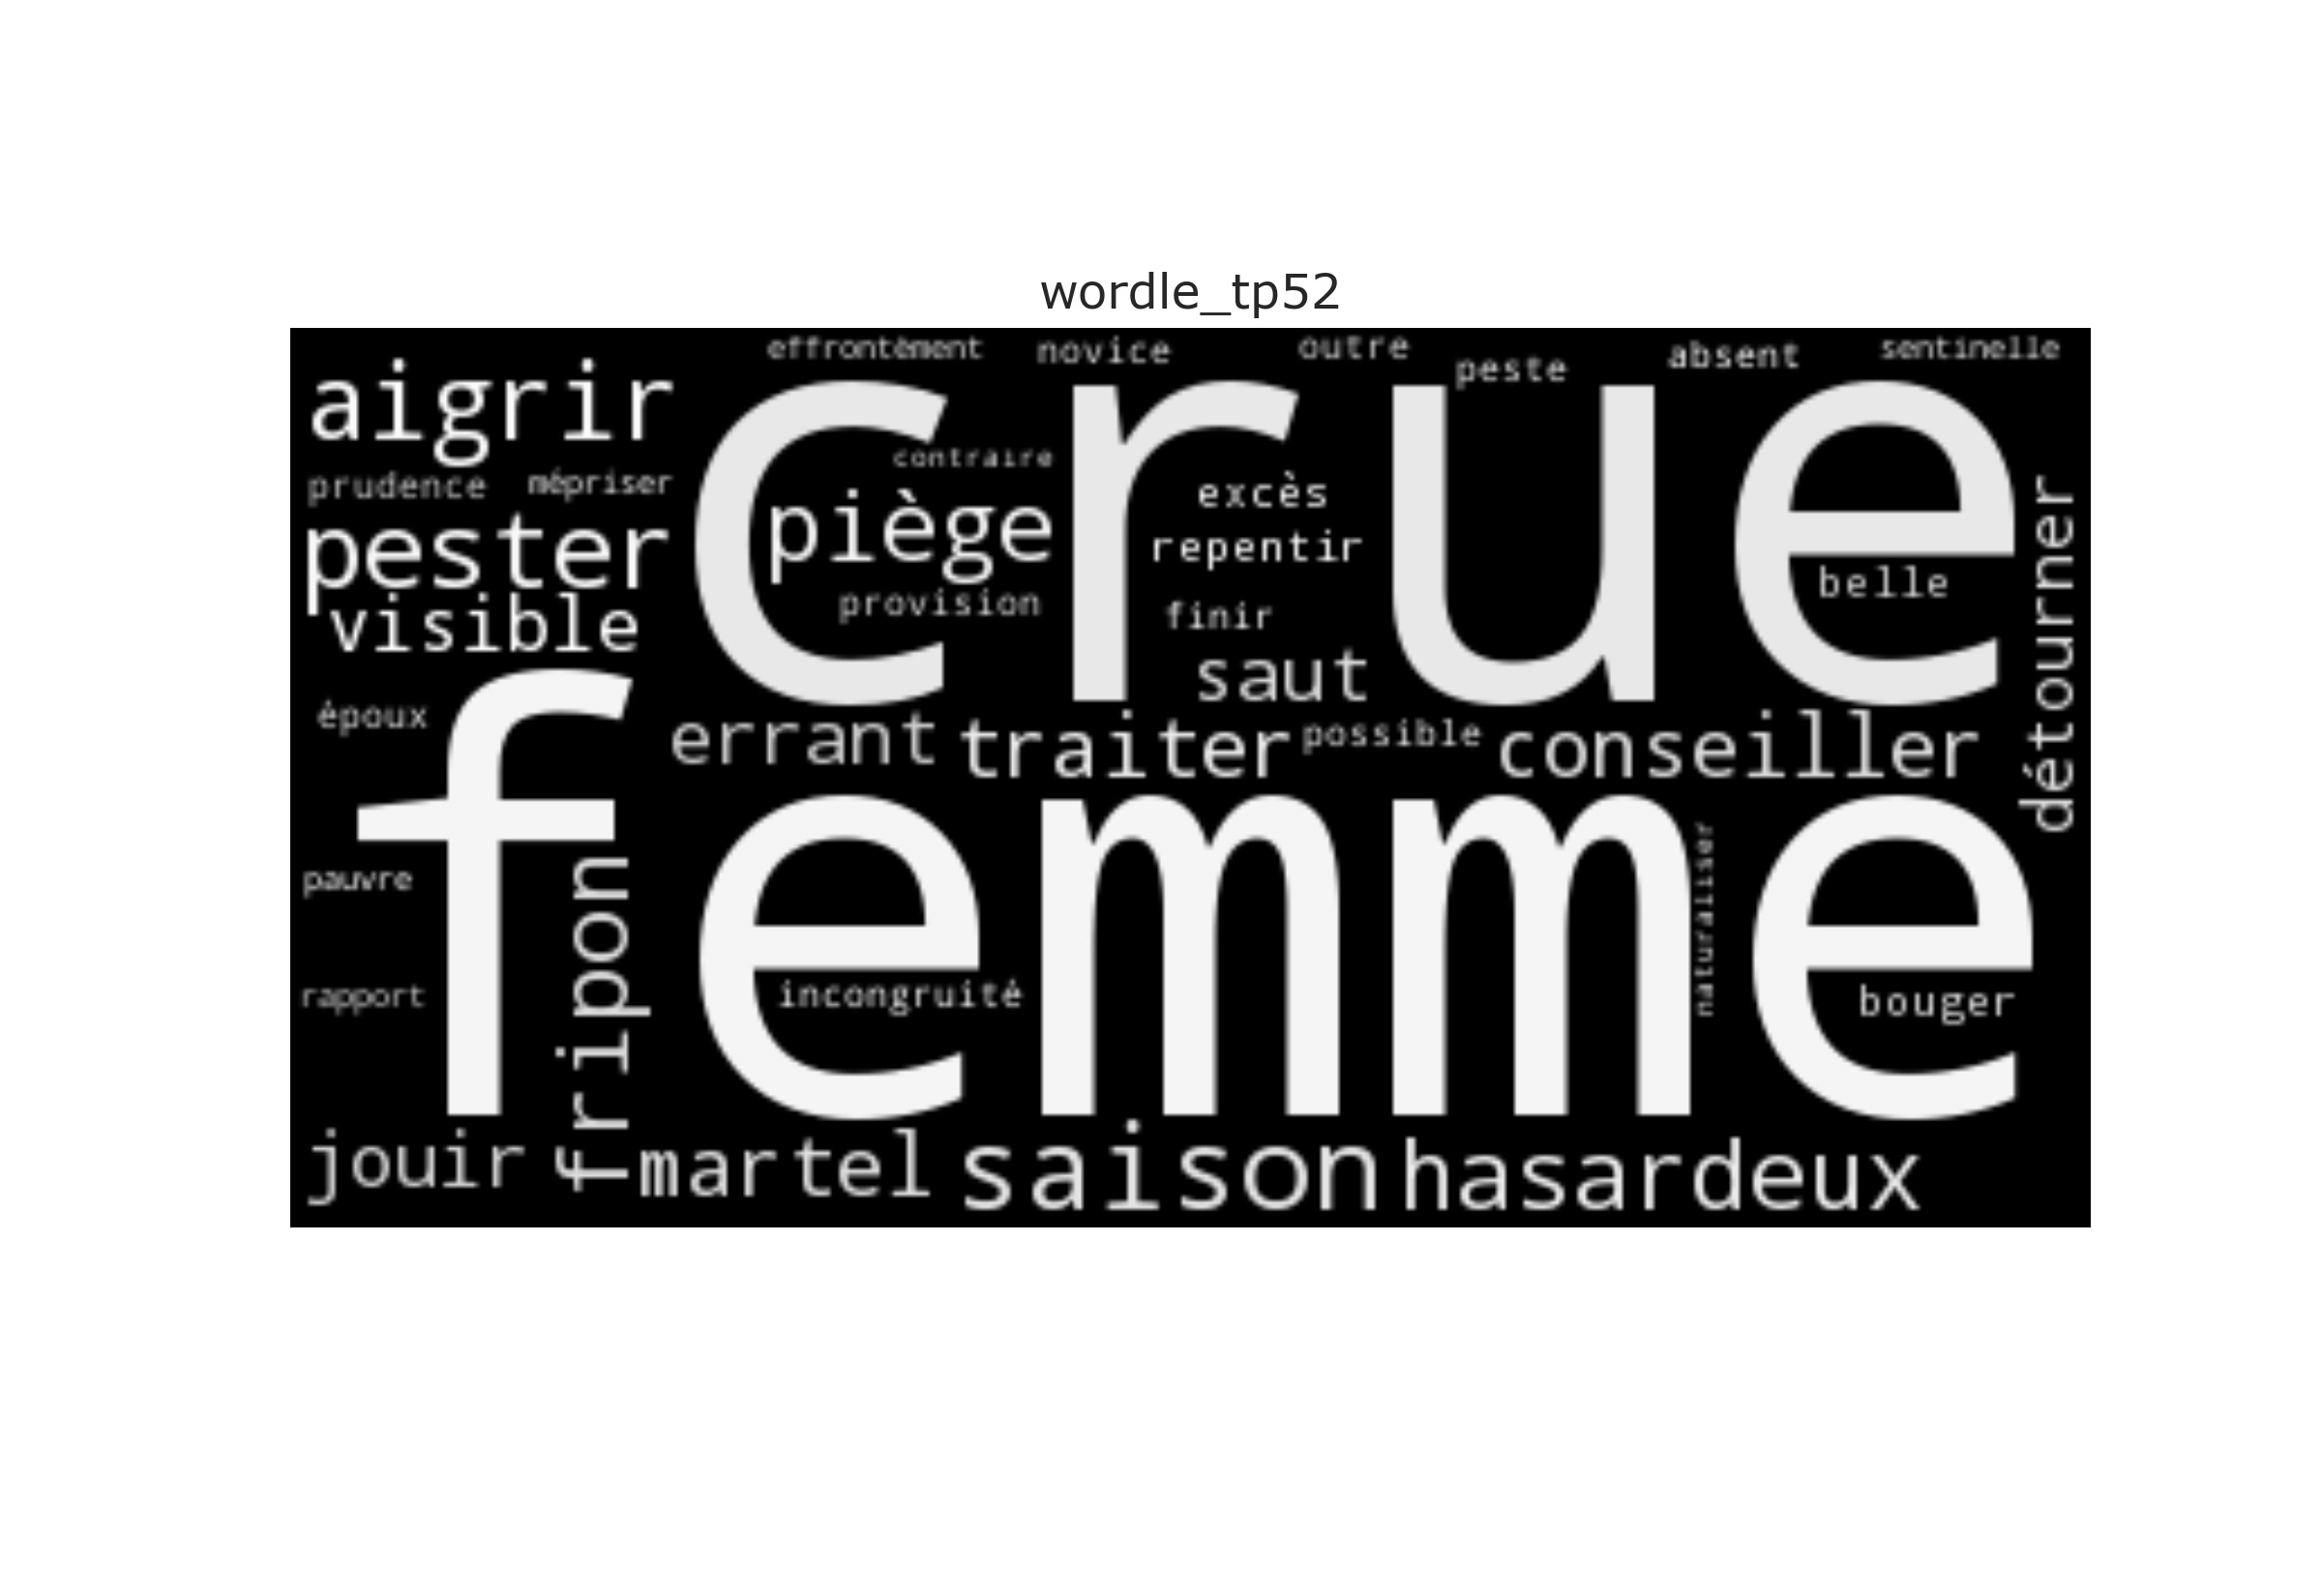 wordle_tp52
effrontément novice outre peste absent sentinelle
aigrir
crue
contraire
prudence mépriser
excès
piège
pester
repentir
belle
provision
finir
visible
saut
détourner
époux
errant traiter possible conseiller
femme
pauvre
fripon
naturaliser
rapport
incongruité
bouger
jouir martel saison hasardeux